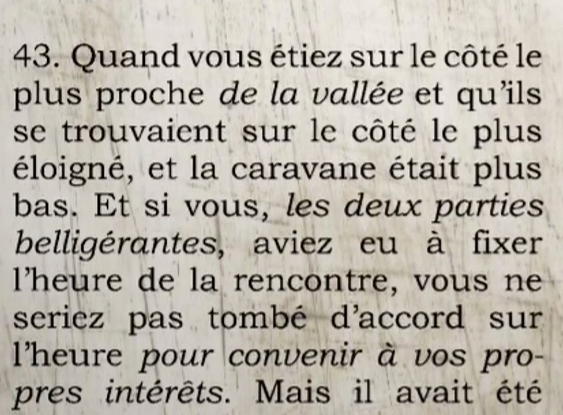 43. Quand vous étiez sur le côté le
plus proche de la vallée et qu'ils
se trouvaient sur le côté le plus
éloigné, et la caravane était plus
bas. Et si vous, les deux parties
belligérantes, aviez eu à fixer
l'heure de la rencontre, vous ne
seriez pas tombé d'accord sur
l'heure pour convenir à vos pro-
pres intérêts. Mais il avait été